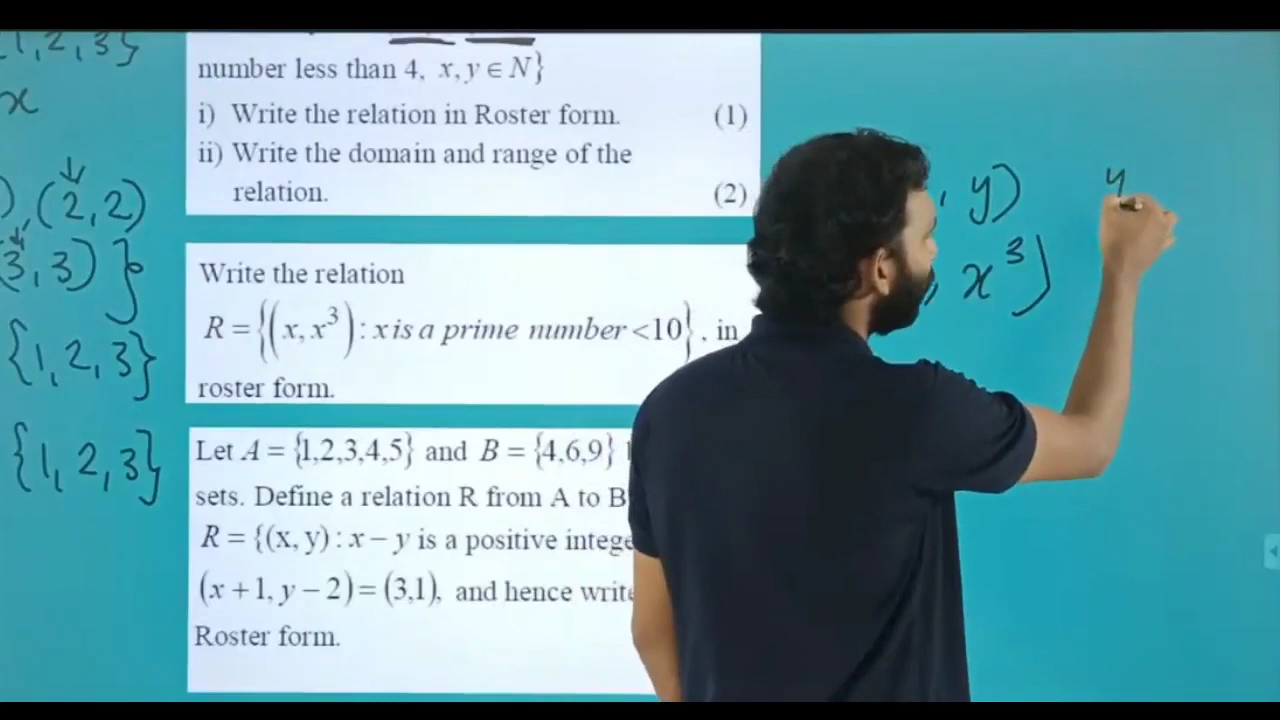 1, 2, 3}
x
number less than 4, x, y ∈ N}
i) Write the relation in Roster form. (1)
ii) Write the domain and range of the
relation. (2)
), (2, 2)
(3, 3) }
{1, 2, 3}
{1, 2, 3}
Write the relation
R = {(x, x³) : x is a prime number <10} , in
roster form.
Let A = {1,2,3,4,5} and B = {4,6,9}
sets. Define a relation R from A to B
R = {(x, y) : x − y is a positive intege
(x + 1, y − 2) = (3,1), and hence write
Roster form.
, y)
, x³)
y